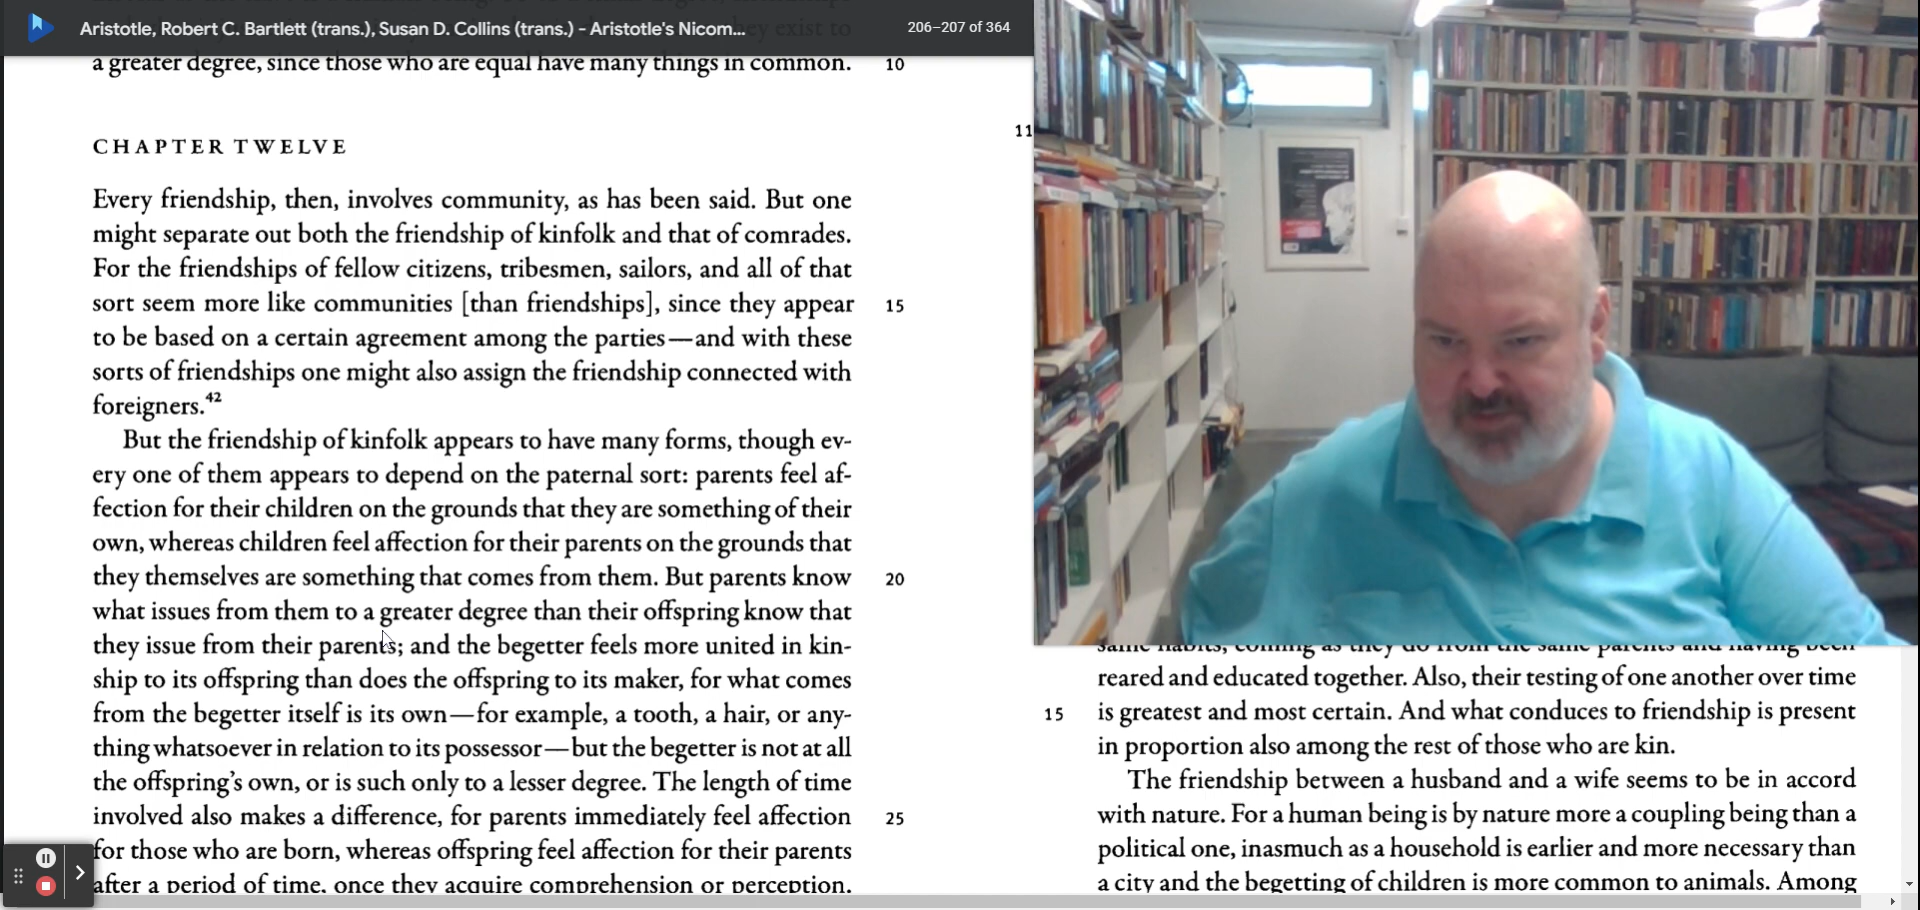 Aristotle, Robert C. Bartlett (trans.), Susan D. Collins (trans.) - Aristotle's Nicom...
206–207 of 364
a greater degree, since those who are equal have many things in common. 10
CHAPTER TWELVE
Every friendship, then, involves community, as has been said. But one
might separate out both the friendship of kinfolk and that of comrades.
For the friendships of fellow citizens, tribesmen, sailors, and all of that
sort seem more like communities [than friendships], since they appear 15
to be based on a certain agreement among the parties—and with these
sorts of friendships one might also assign the friendship connected with
foreigners.⁴²
But the friendship of kinfolk appears to have many forms, though ev-
ery one of them appears to depend on the paternal sort: parents feel af-
fection for their children on the grounds that they are something of their
own, whereas children feel affection for their parents on the grounds that
they themselves are something that comes from them. But parents know 20
what issues from them to a greater degree than their offspring know that
they issue from their parents; and the begetter feels more united in kin-
ship to its offspring than does the offspring to its maker, for what comes
from the begetter itself is its own—for example, a tooth, a hair, or any-
thing whatsoever in relation to its possessor—but the begetter is not at all
the offspring's own, or is such only to a lesser degree. The length of time
involved also makes a difference, for parents immediately feel affection 25
for those who are born, whereas offspring feel affection for their parents
after a period of time, once they acquire comprehension or perception.
11
same habits, coming as they do from the same parents and having been
reared and educated together. Also, their testing of one another over time
15 is greatest and most certain. And what conduces to friendship is present
in proportion also among the rest of those who are kin.
The friendship between a husband and a wife seems to be in accord
with nature. For a human being is by nature more a coupling being than a
political one, inasmuch as a household is earlier and more necessary than
a city and the begetting of children is more common to animals. Among